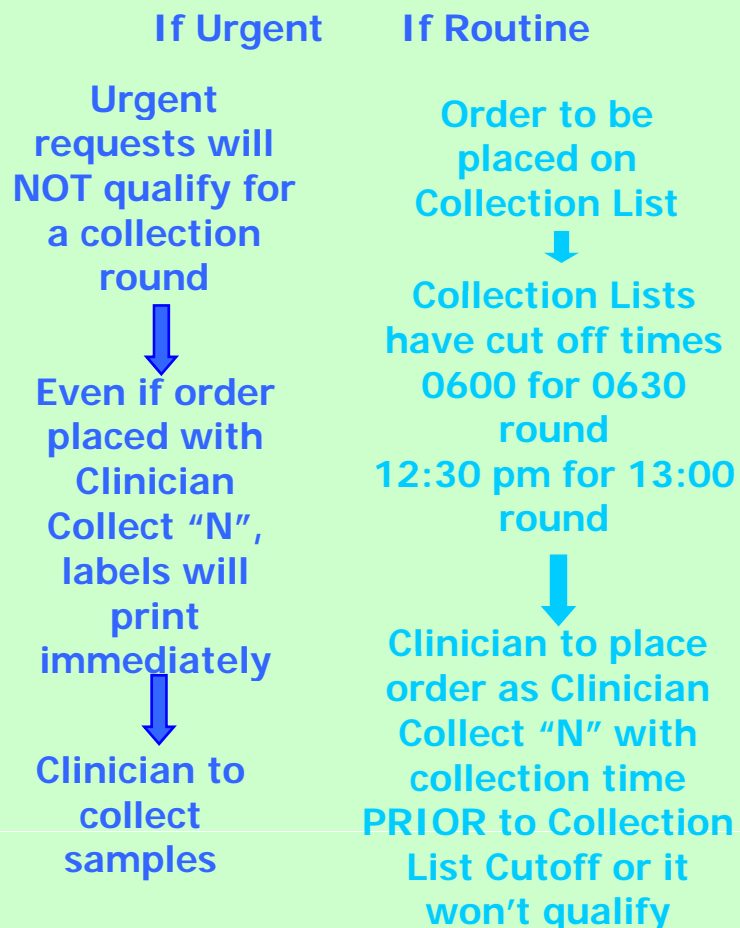 If Urgent
Urgent
requests will
NOT qualify for
a collection
round
Even if order
placed with
Clinician
Collect “N”,
labels will
print
immediately
Clinician to
collect
samples
If Routine
Order to be
placed on
Collection List
Collection Lists
have cut off times
0600 for 0630
round
12:30 pm for 13:00
round
Clinician to place
order as Clinician
Collect “N” with
collection time
PRIOR to Collection
List Cutoff or it
won’t qualify